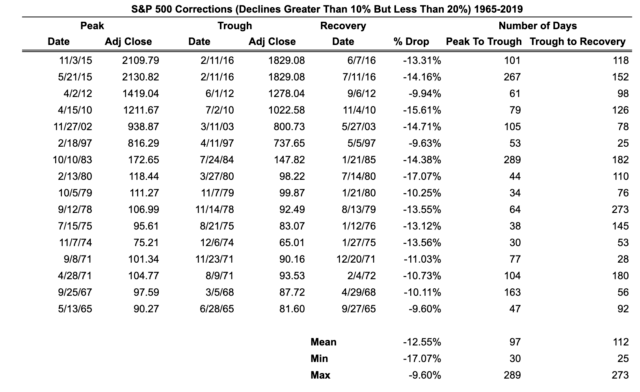 S&P 500 Corrections (Declines Greater Than 10% But Less Than 20%) 1965-2019
Peak Trough Recovery Number of Days
Date Adj Close Date Adj Close Date % Drop Peak To Trough Trough to Recovery
11/3/15 2109.79 2/11/16 1829.08 6/7/16 -13.31% 101 118
5/21/15 2130.82 2/11/16 1829.08 7/11/16 -14.16% 267 152
4/2/12 1419.04 6/1/12 1278.04 9/6/12 -9.94% 61 98
4/15/10 1211.67 7/2/10 1022.58 11/4/10 -15.61% 79 126
11/27/02 938.87 3/11/03 800.73 5/27/03 -14.71% 105 78
2/18/97 816.29 4/11/97 737.65 5/5/97 -9.63% 53 25
10/10/83 172.65 7/24/84 147.82 1/21/85 -14.38% 289 182
2/13/80 118.44 3/27/80 98.22 7/14/80 -17.07% 44 110
10/5/79 111.27 11/7/79 99.87 1/21/80 -10.25% 34 76
9/12/78 106.99 11/14/78 92.49 8/13/79 -13.55% 64 273
7/15/75 95.61 8/21/75 83.07 1/12/76 -13.12% 38 145
11/7/74 75.21 12/6/74 65.01 1/27/75 -13.56% 30 53
9/8/71 101.34 11/23/71 90.16 12/20/71 -11.03% 77 28
4/28/71 104.77 8/9/71 93.53 2/4/72 -10.73% 104 180
9/25/67 97.59 3/5/68 87.72 4/29/68 -10.11% 163 56
5/13/65 90.27 6/28/65 81.60 9/27/65 -9.60% 47 92
Mean -12.55% 97 112
Min -17.07% 30 25
Max -9.60% 289 273